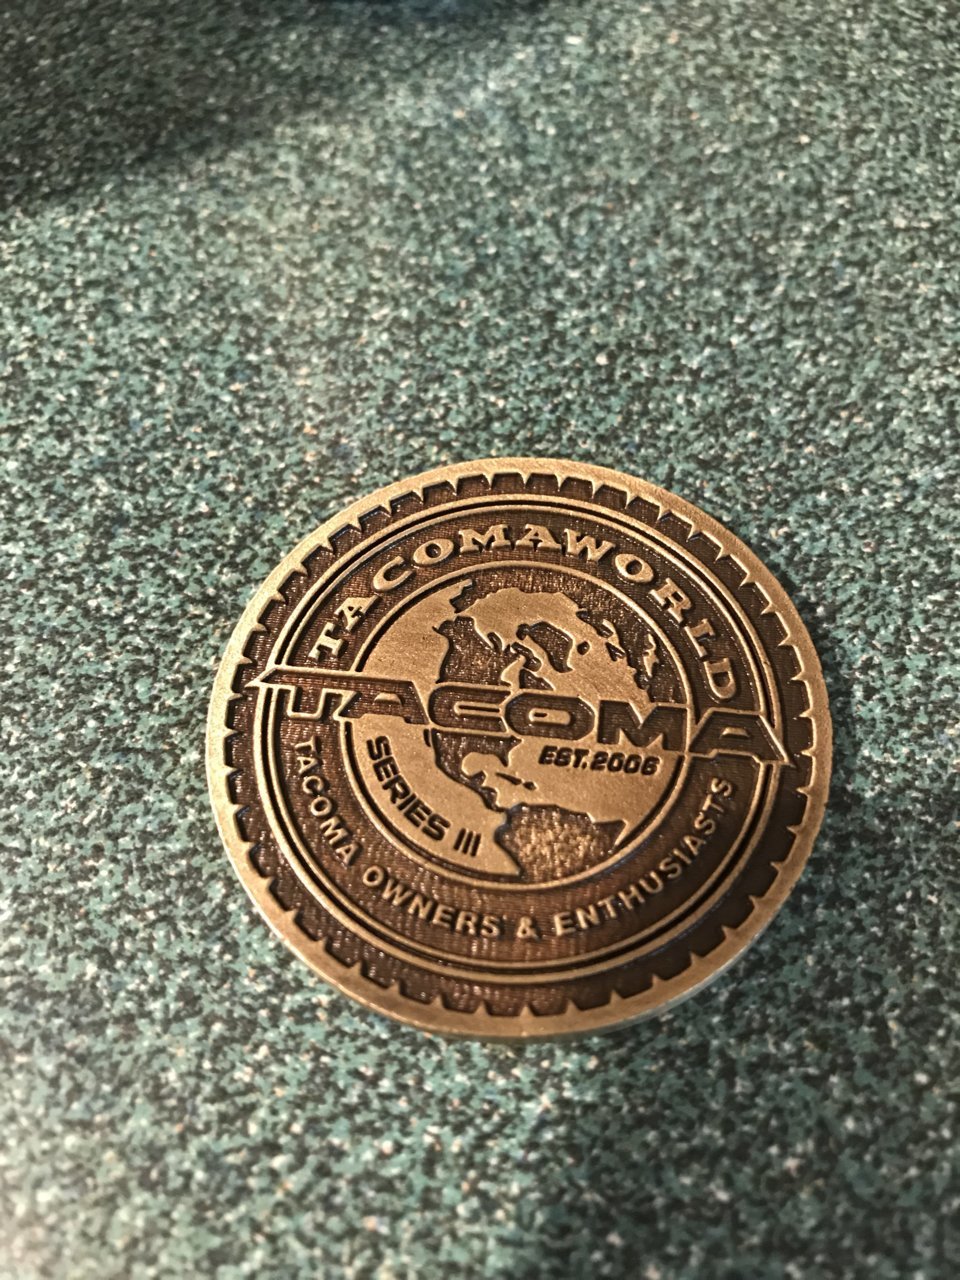 TACOMAWORLD
TACOMA
EST.2006
SERIES III
TACOMA OWNERS & ENTHUSIASTS